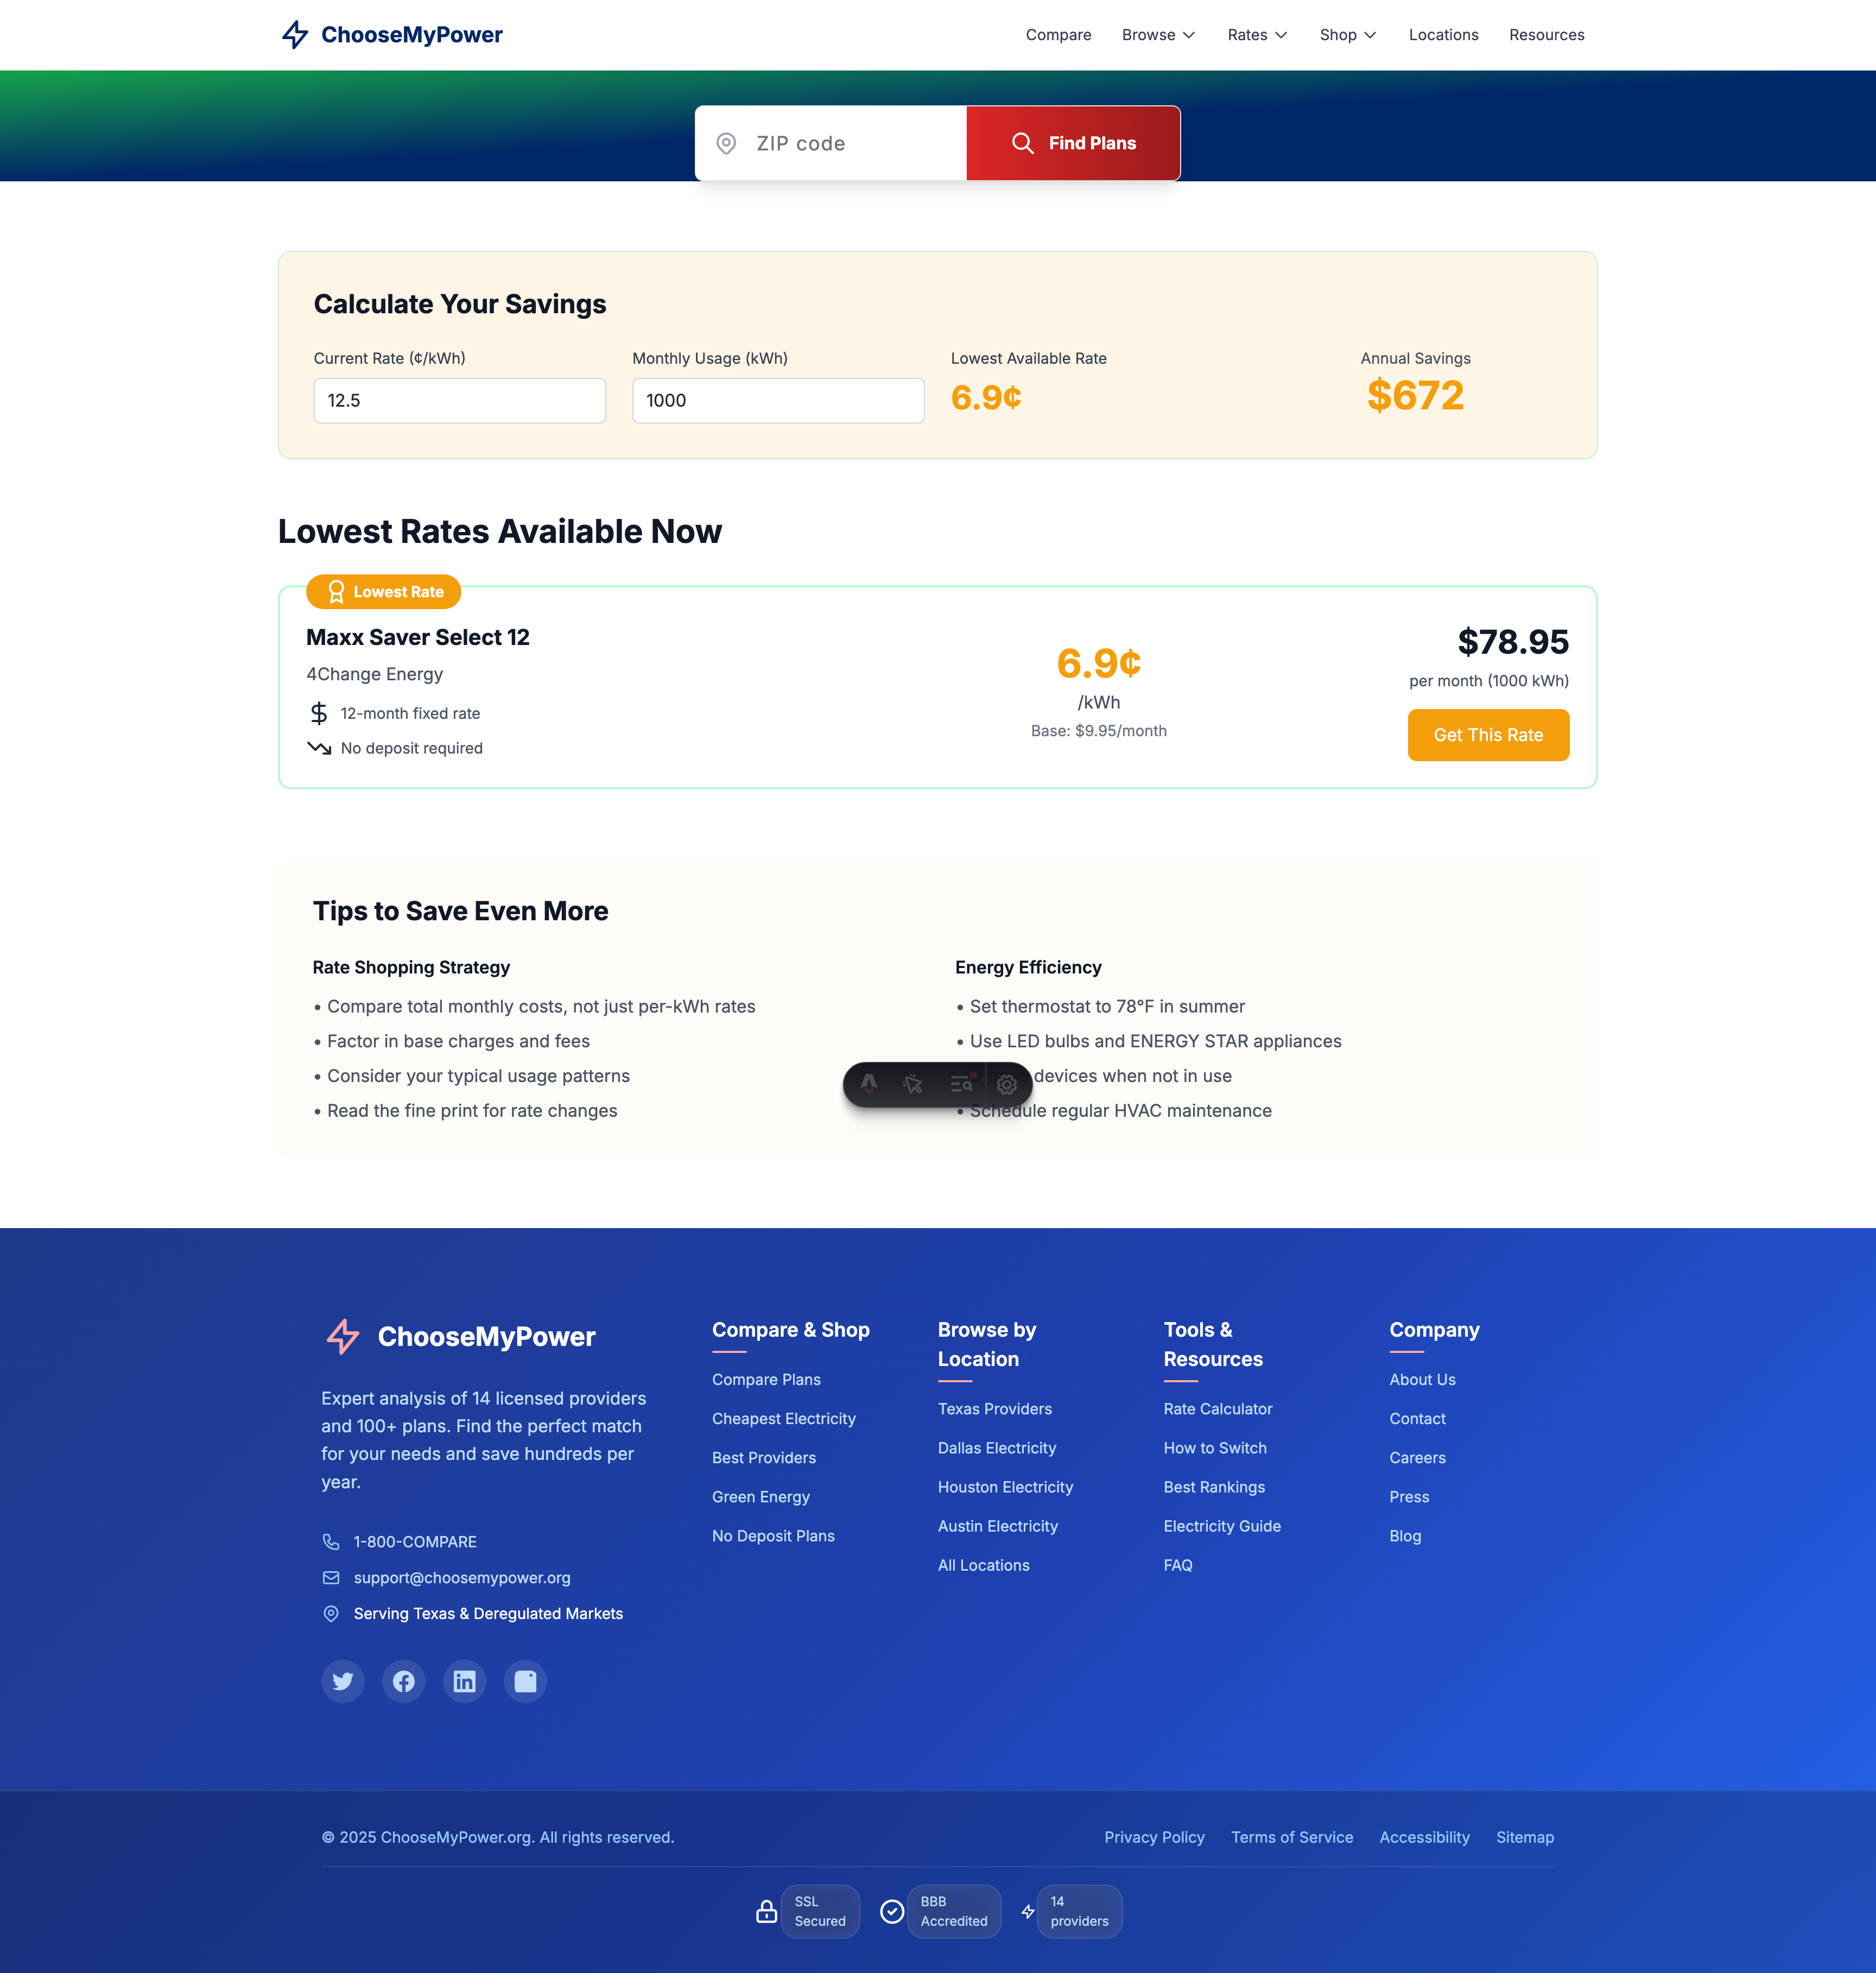 ChooseMyPower
Compare Browse Rates Shop Locations Resources
ZIP code
Find Plans
Calculate Your Savings
Current Rate (¢/kWh)
12.5
Monthly Usage (kWh)
1000
Lowest Available Rate
6.9¢
Annual Savings
$672
Lowest Rates Available Now
Lowest Rate
Maxx Saver Select 12
4Change Energy
12-month fixed rate
No deposit required
6.9¢
/kWh
Base: $9.95/month
$78.95
per month (1000 kWh)
Get This Rate
Tips to Save Even More
Rate Shopping Strategy
• Compare total monthly costs, not just per-kWh rates
• Factor in base charges and fees
• Consider your typical usage patterns
• Read the fine print for rate changes
Energy Efficiency
• Set thermostat to 78°F in summer
• Use LED bulbs and ENERGY STAR appliances
devices when not in use
• Schedule regular HVAC maintenance
ChooseMyPower
Expert analysis of 14 licensed providers
and 100+ plans. Find the perfect match
for your needs and save hundreds per
year.
1-800-COMPARE
support@choosemypower.org
Serving Texas & Deregulated Markets
Compare & Shop
Compare Plans
Cheapest Electricity
Best Providers
Green Energy
No Deposit Plans
Browse by
Location
Texas Providers
Dallas Electricity
Houston Electricity
Austin Electricity
All Locations
Tools &
Resources
Rate Calculator
How to Switch
Best Rankings
Electricity Guide
FAQ
Company
About Us
Contact
Careers
Press
Blog
© 2025 ChooseMyPower.org. All rights reserved.
Privacy Policy Terms of Service Accessibility Sitemap
SSL
Secured
BBB
Accredited
14
providers